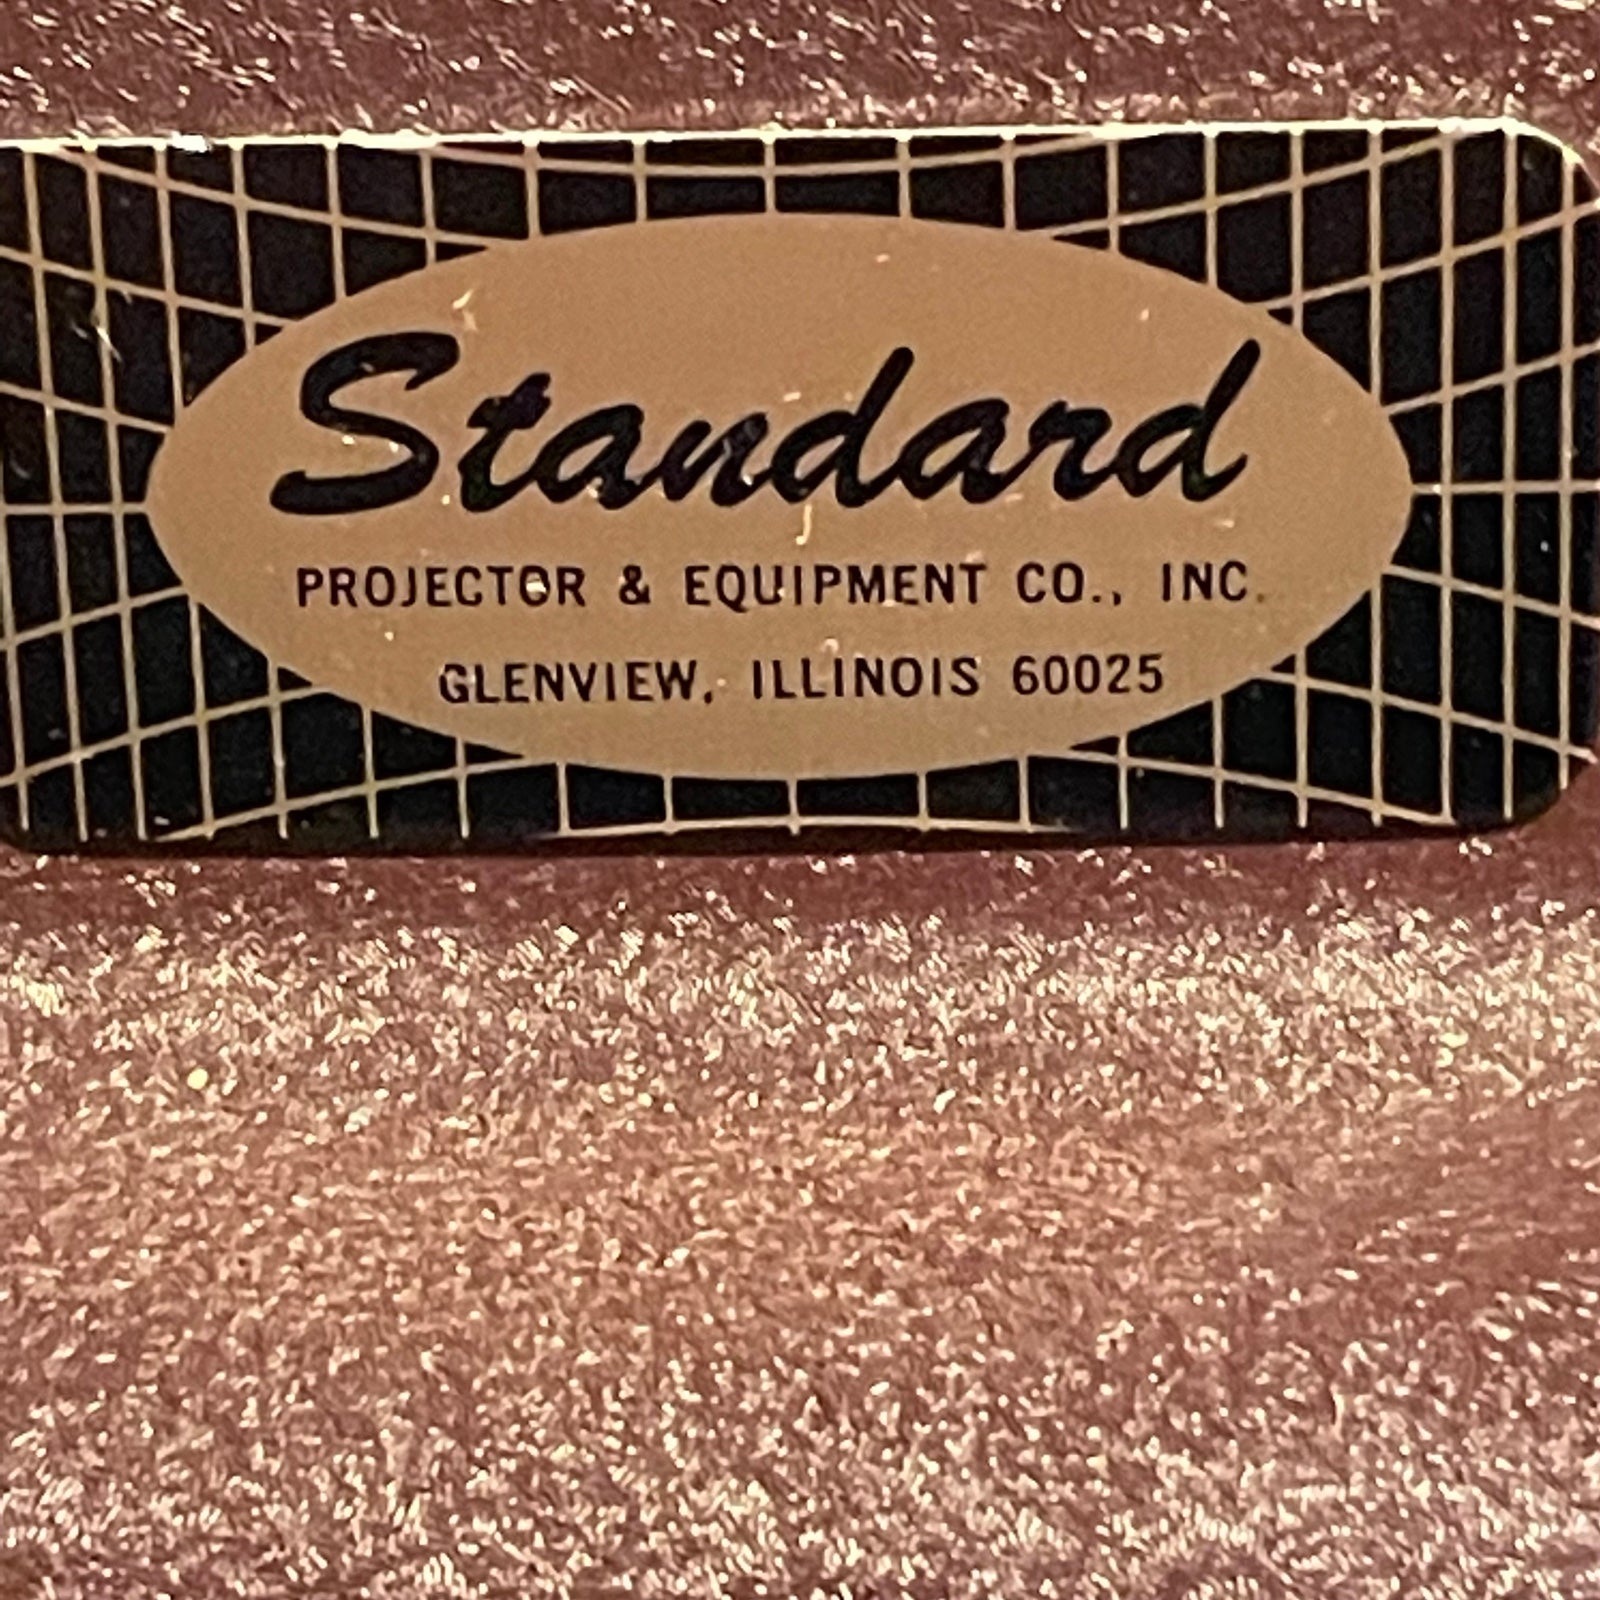 Standard
PROJECTOR & EQUIPMENT CO., INC.
GLENVIEW, ILLINOIS 60025